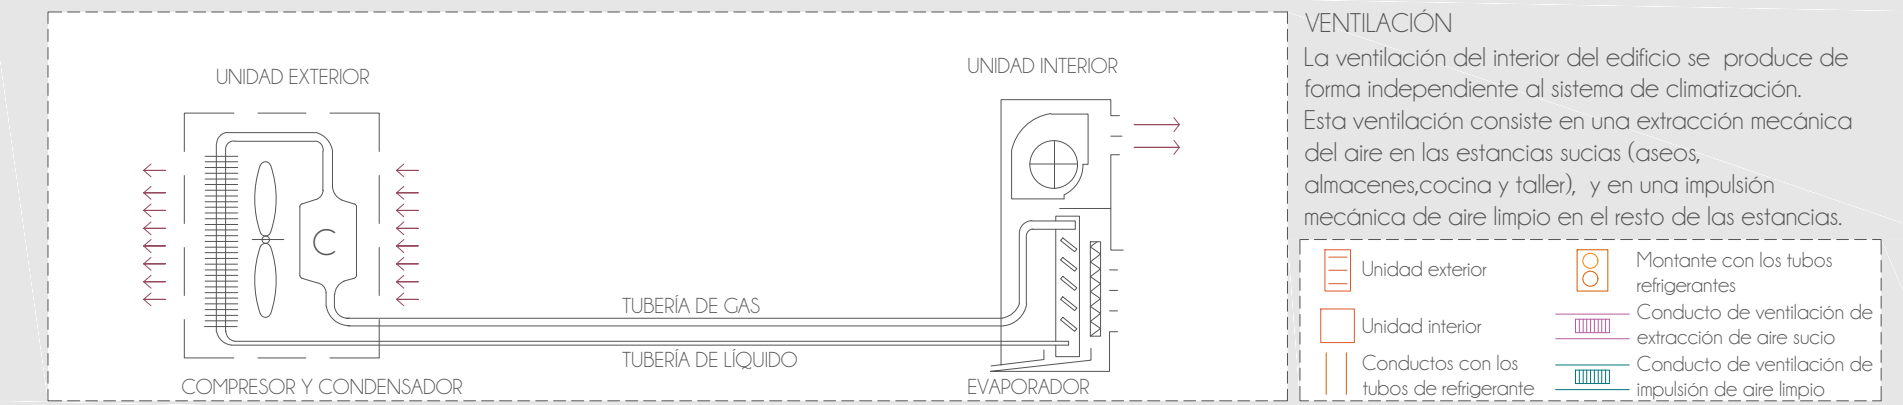 UNIDAD EXTERIOR
C
UNIDAD INTERIOR
TUBERÍA DE GAS
TUBERÍA DE LÍQUIDO
COMPRESOR Y CONDENSADOR
EVAPORADOR
VENTILACIÓN
La ventilación del interior del edificio se produce de
forma independiente al sistema de climatización.
Esta ventilación consiste en una extracción mecánica
del aire en las estancias sucias (aseos,
almacenes,cocina y taller), y en una impulsión
mecánica de aire limpio en el resto de las estancias.
Unidad exterior
Unidad interior
Conductos con los
tubos de refrigerante
Montante con los tubos
refrigerantes
Conducto de ventilación de
extracción de aire sucio
Conducto de ventilación de
impulsión de aire limpio